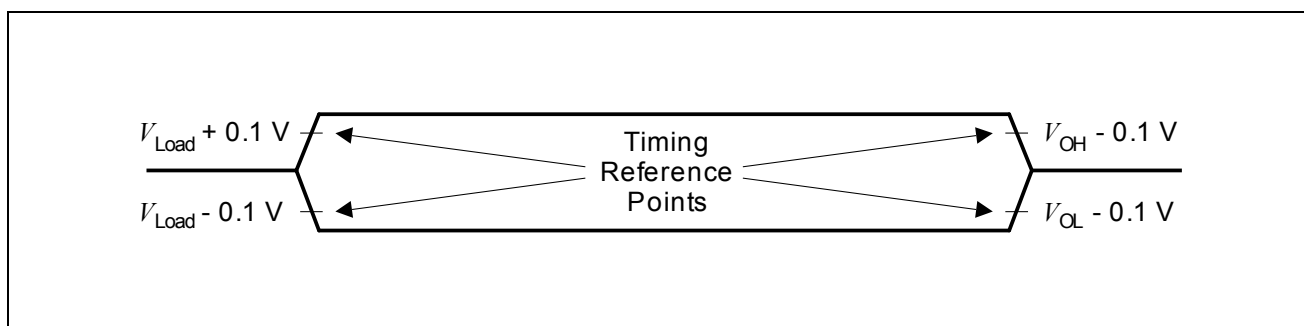 V_Load + 0.1 V
V_Load - 0.1 V
Timing
Reference
Points
V_OH - 0.1 V
V_OL - 0.1 V